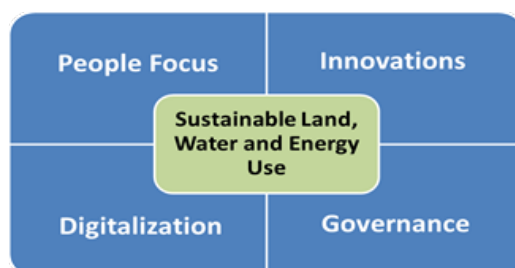 People Focus
Innovations
Sustainable Land,
Water and Energy
Use
Digitalization
Governance